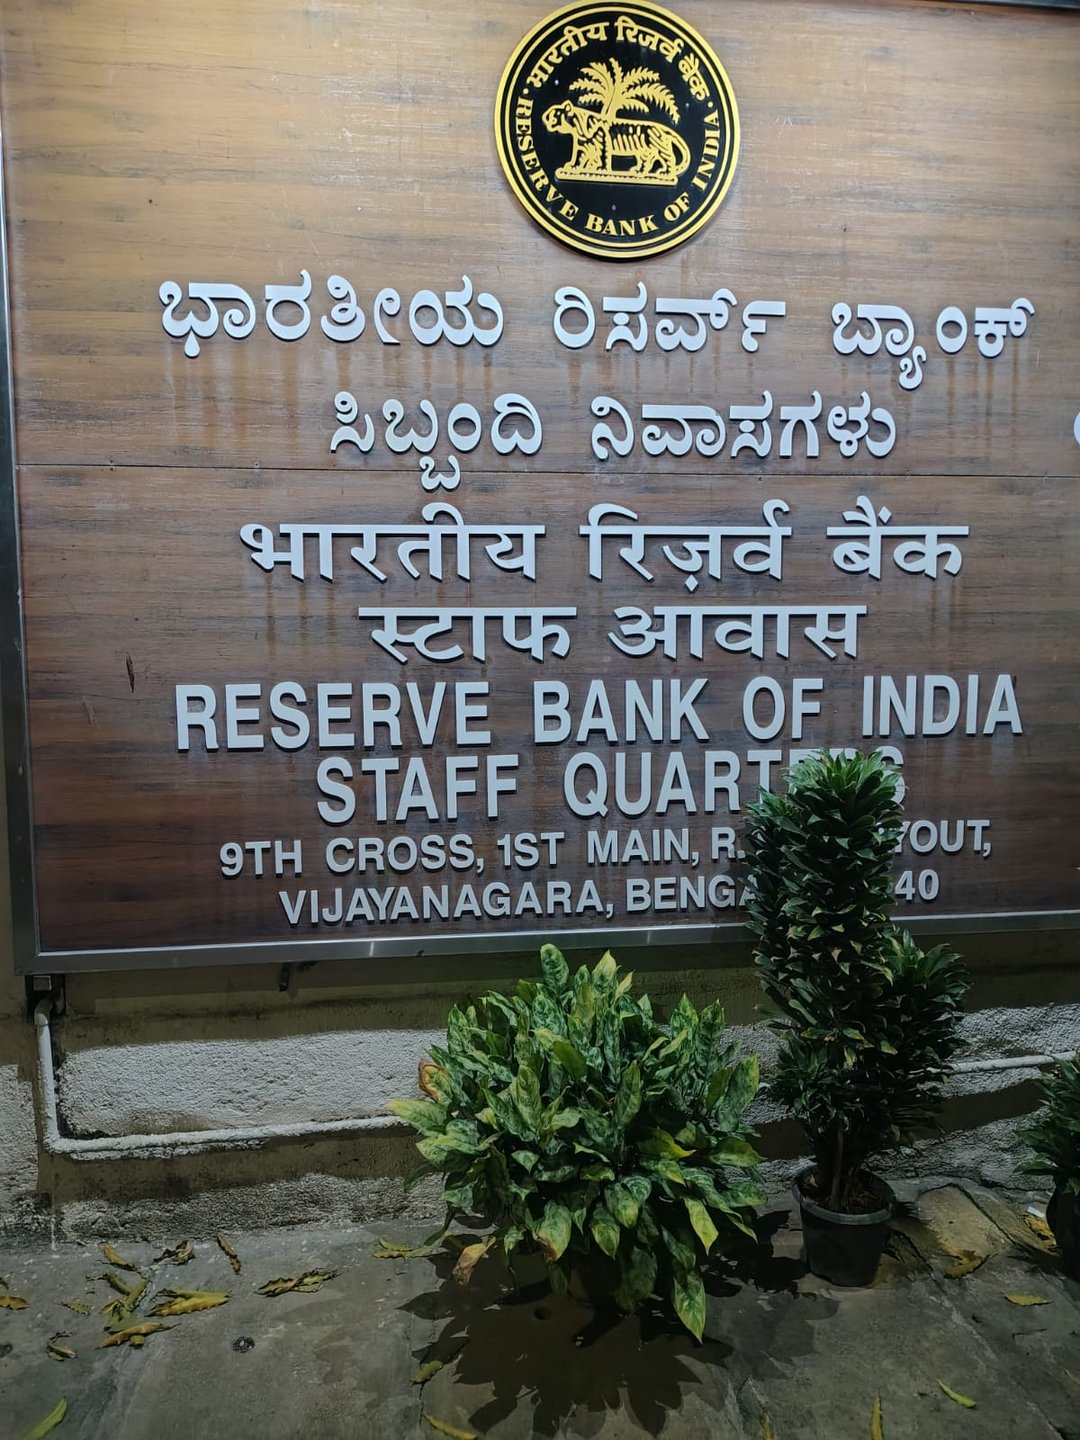 भारतीय रिज़र्व बैंक
RESERVE BANK OF INDIA
ಭಾರತೀಯ ರಿಸರ್ವ್ ಬ್ಯಾಂಕ್
ಸಿಬ್ಬಂದಿ ನಿವಾಸಗಳು
भारतीय रिज़र्व बैंक
स्टाफ आवास
RESERVE BANK OF INDIA
STAFF
9TH CROSS, 1ST MAIN,
VIJAYANAGARA,